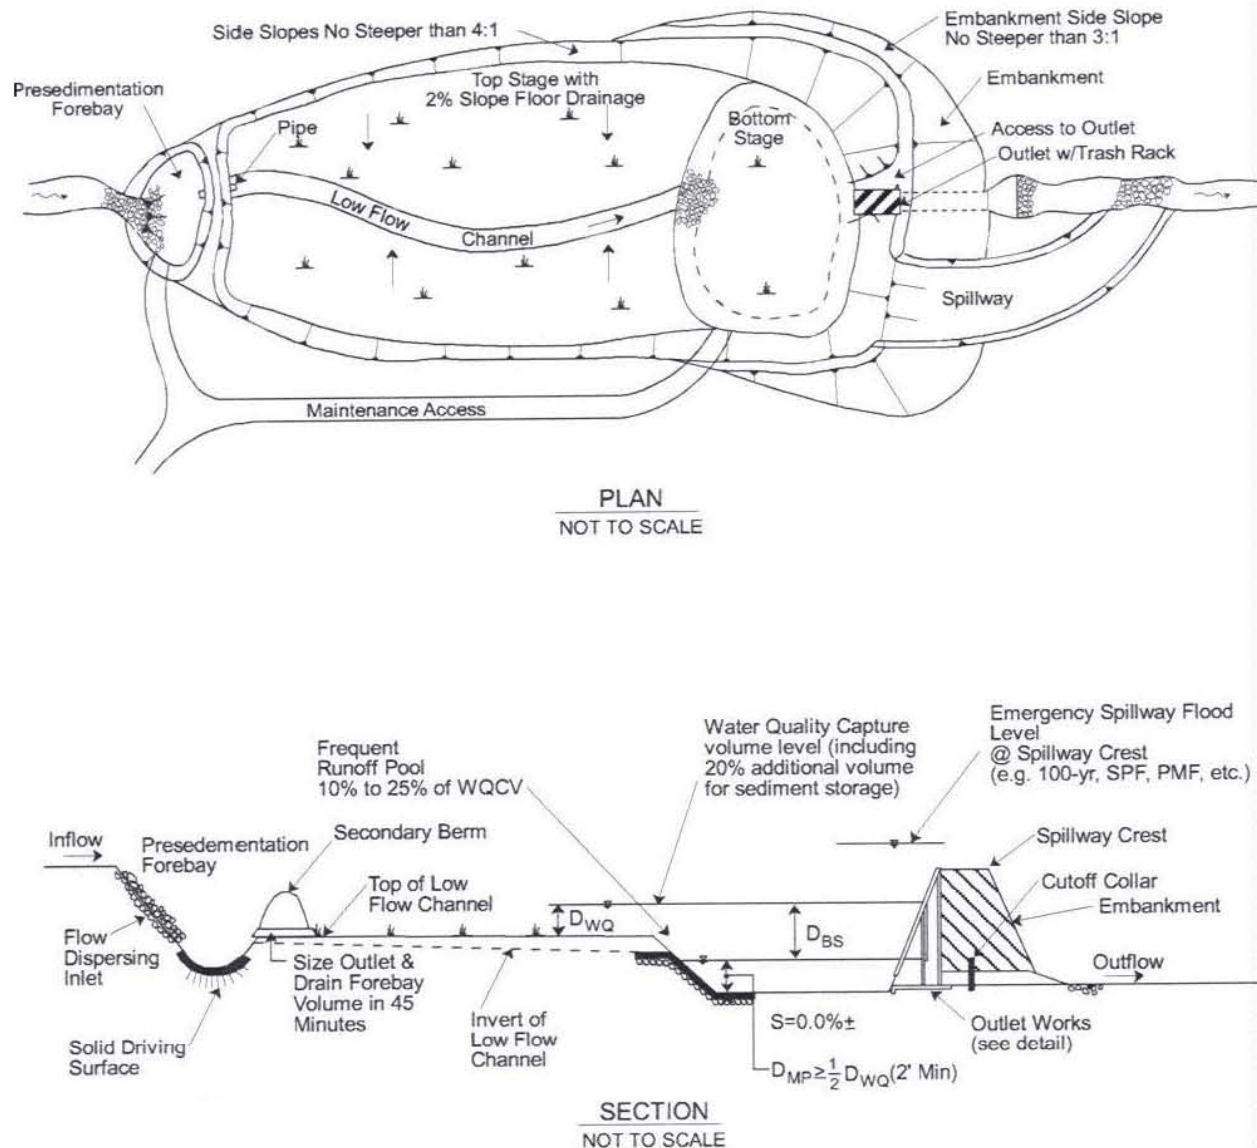 Side Slopes No Steeper than 4:1
Embankment Side Slope
No Steeper than 3:1
Presedimentation
Forebay
Top Stage with
2% Slope Floor Drainage
Embankment
Pipe
Bottom
Stage
Access to Outlet
Outlet w/Trash Rack
Low Flow
Channel
Spillway
Maintenance Access
PLAN
NOT TO SCALE
Frequent
Runoff Pool
10% to 25% of WQCV
Water Quality Capture
volume level (including
20% additional volume
for sediment storage)
Emergency Spillway Flood
Level
@ Spillway Crest
(e.g. 100-yr, SPF, PMF, etc.)
Inflow
Presedementation
Forebay
Secondary Berm
Spillway Crest
Top of Low
Flow Channel
Cutoff Collar
Embankment
DWQ
DBS
Flow
Dispersing
Inlet
Size Outlet &
Drain Forebay
Volume in 45
Minutes
Outflow
Invert of
Low Flow
Channel
S=0.0%±
Outlet Works
(see detail)
Solid Driving
Surface
DMP≥1/2 DWQ(2' Min)
SECTION
NOT TO SCALE